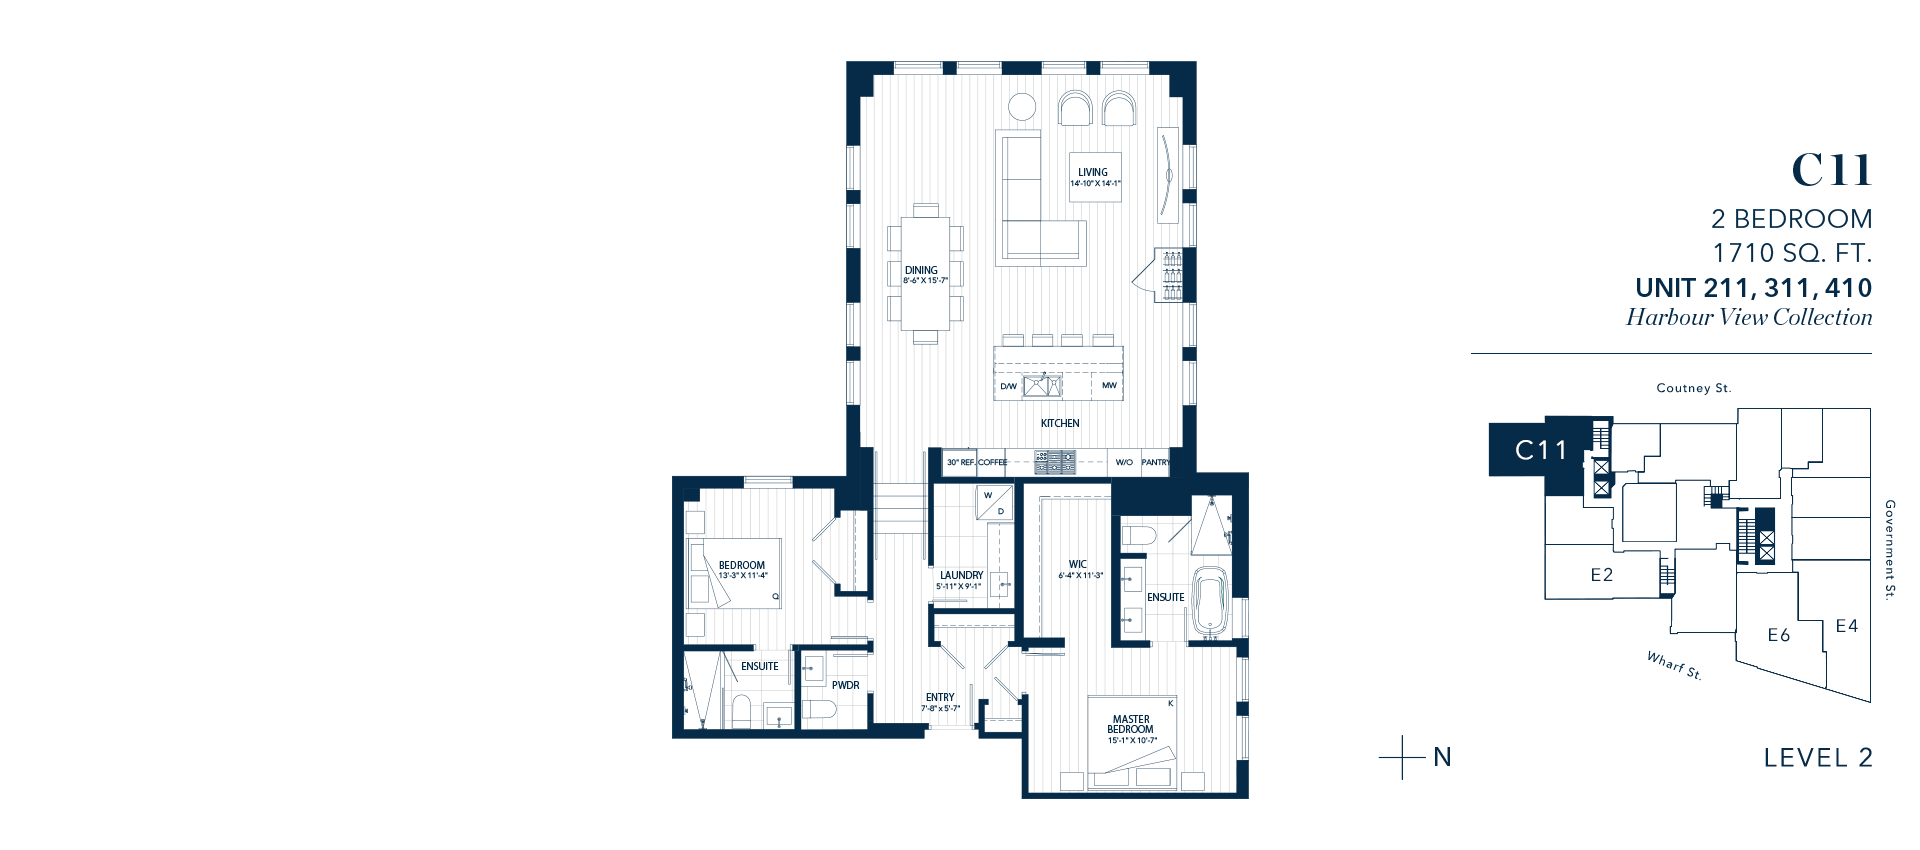 C11
2 BEDROOM
1710 SQ. FT.
UNIT 211, 311, 410
Harbour View Collection
LIVING
14'-10" X 14'-1"
DINING
8'-6" X 15'-7"
D/W
MW
KITCHEN
30" REF.
COFFEE
W/O
PANTRY
W
D
BEDROOM
13'-3" X 11'-4"
Q
LAUNDRY
5'-11" X 9'-1"
WIC
6'-4" X 11'-3"
ENSUITE
ENSUITE
PWDR
ENTRY
7'-8" x 5'-7"
K
MASTER
BEDROOM
15'-1" X 10'-7"
Coutney St.
C11
Government St.
E2
E6
E4
Wharf St.
N
LEVEL 2